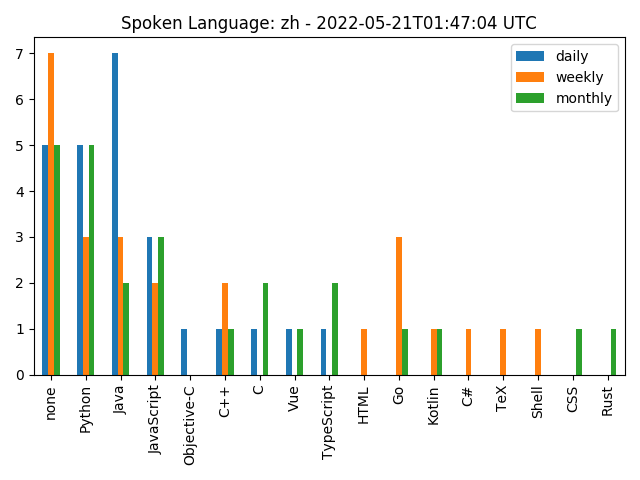 Spoken Language: zh - 2022-05-21T01:47:04 UTC
daily
weekly
monthly
7
6
5
4
3
2
1
0
none
Python
Java
JavaScript
Objective-C
C++
C
Vue
TypeScript
HTML
Go
Kotlin
C#
TeX
Shell
CSS
Rust